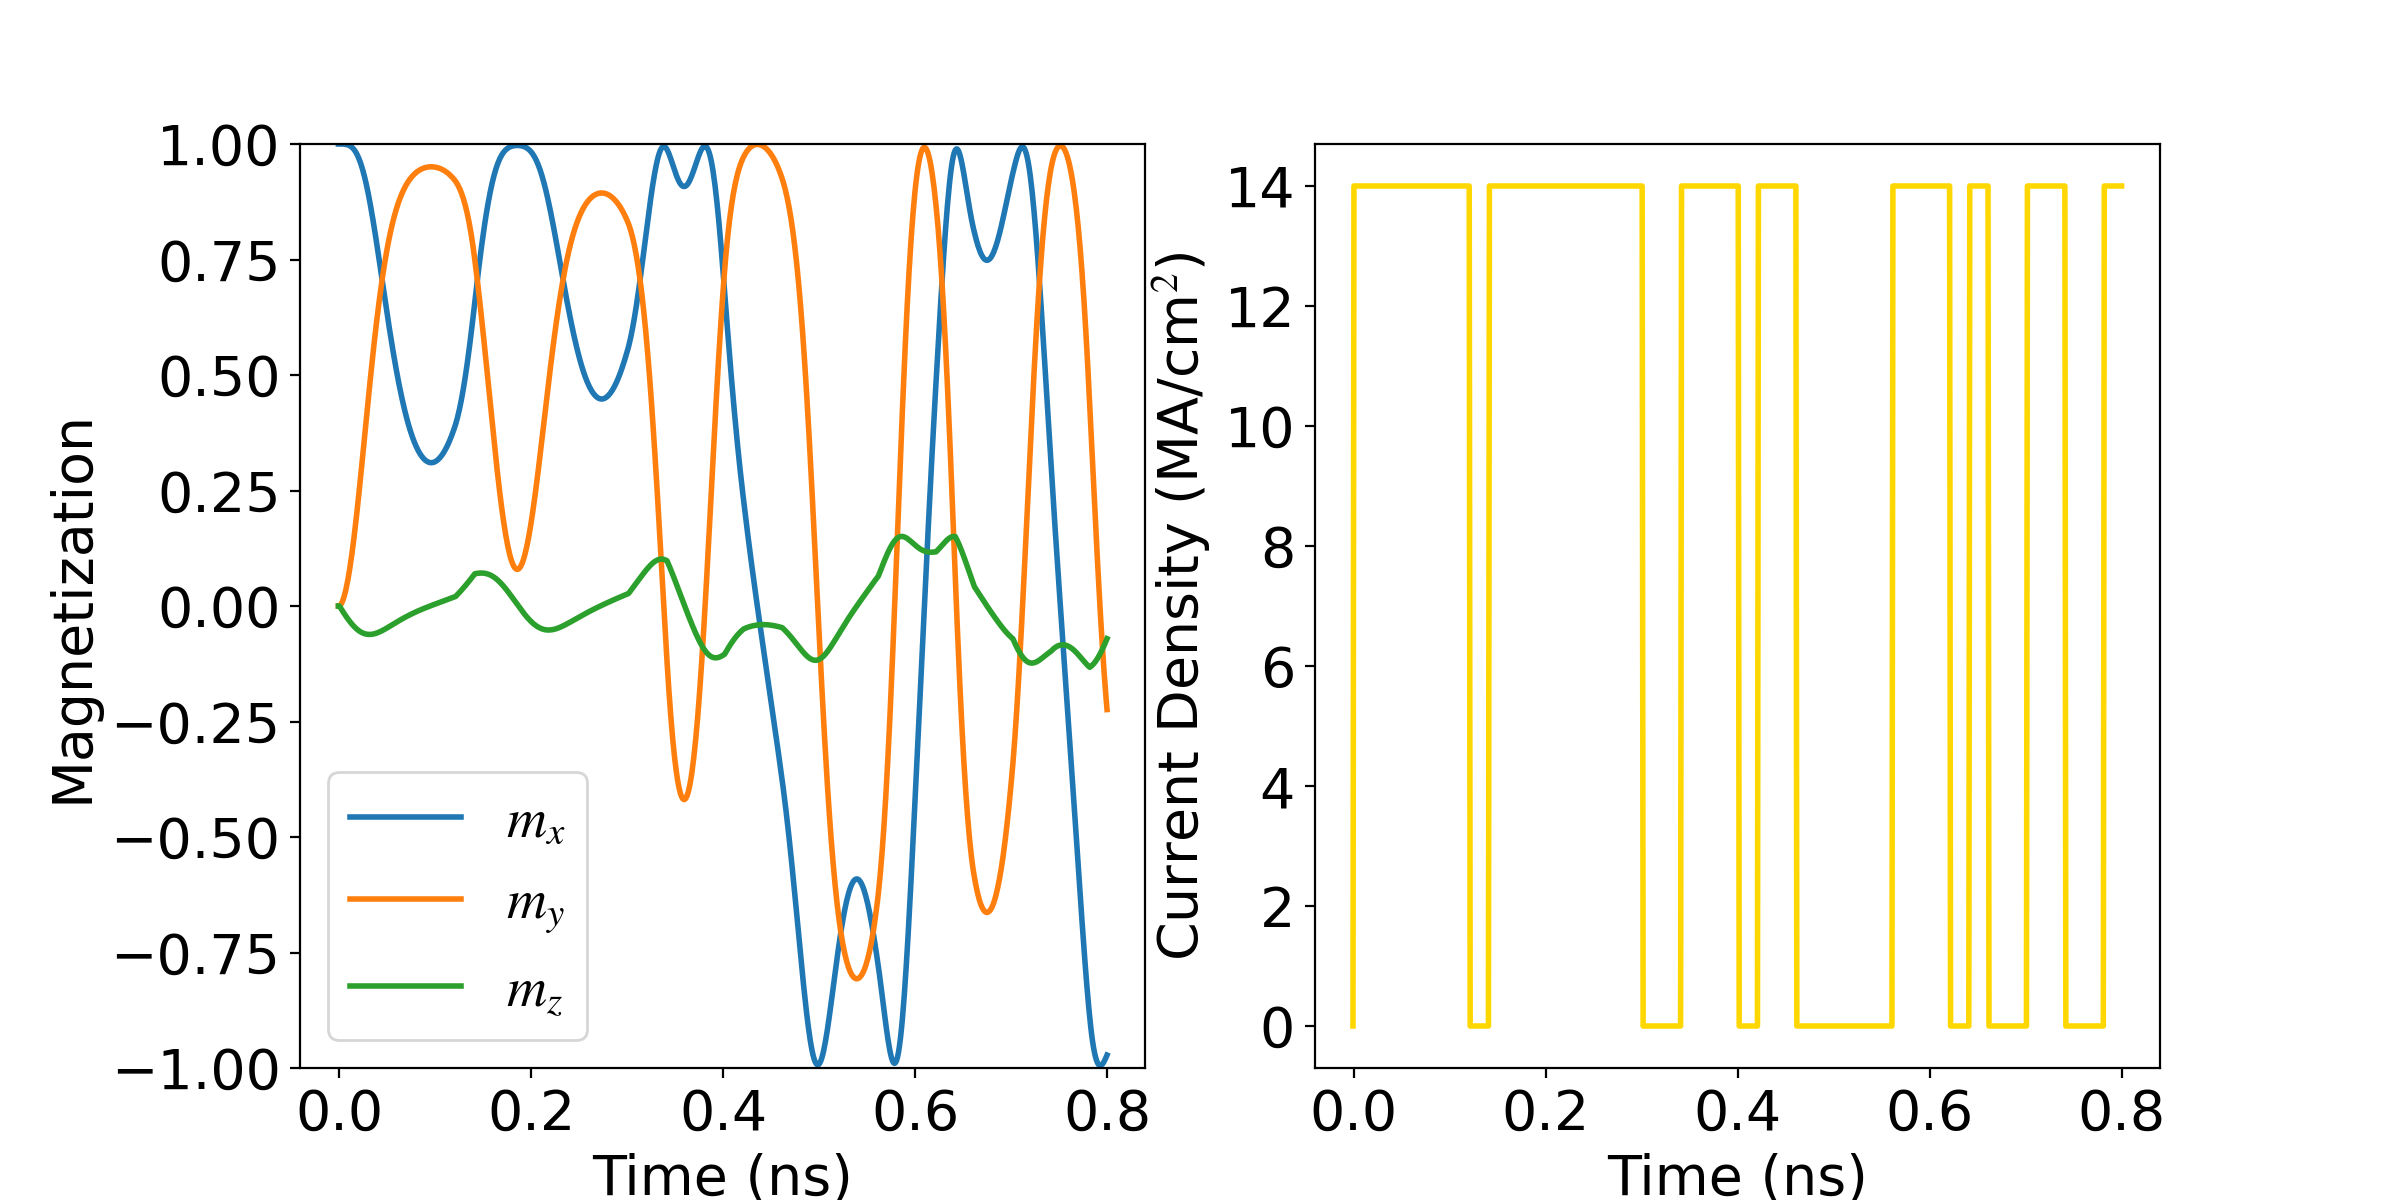 1.00
0.75
0.50
0.25
0.00
−0.25
−0.50
−0.75
−1.00
Magnetization
0.0 0.2 0.4 0.6 0.8
Time (ns)
m_x
m_y
m_z
14
12
10
8
6
4
2
0
Current Density (MA/cm²)
0.0 0.2 0.4 0.6 0.8
Time (ns)